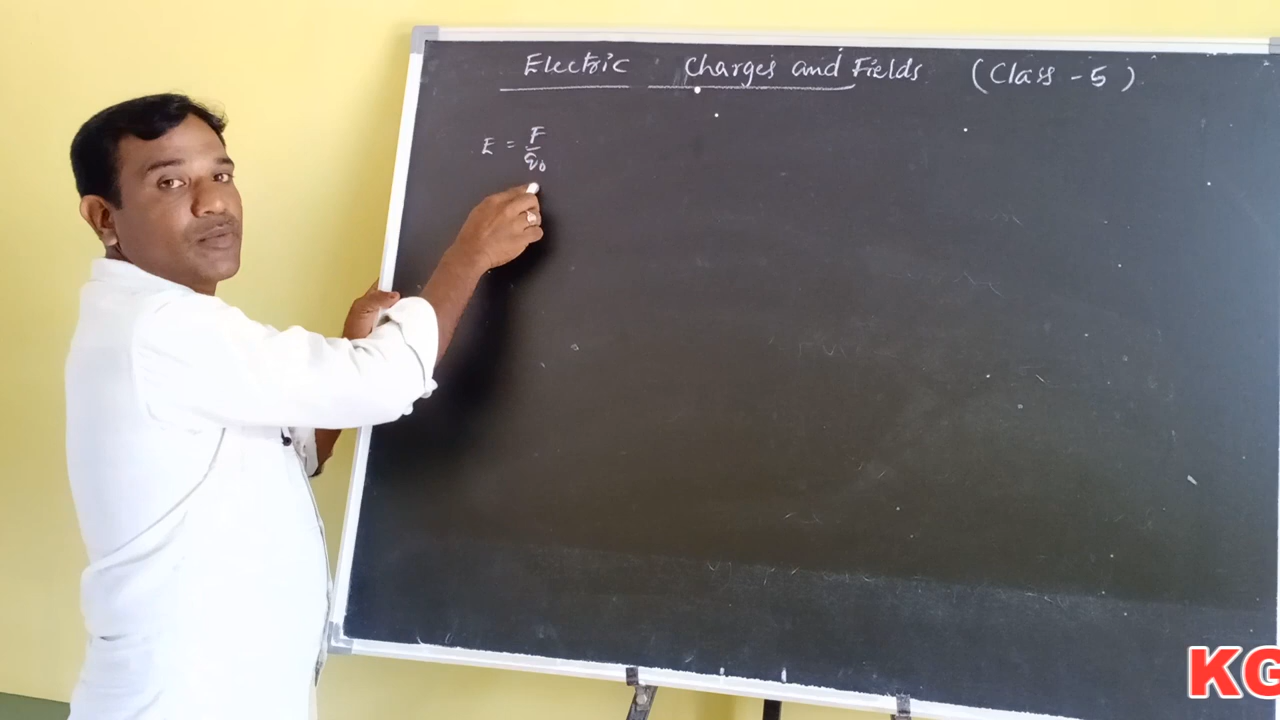 Electric Charges and Fields (Class - 5)
E = F/q₀
KG